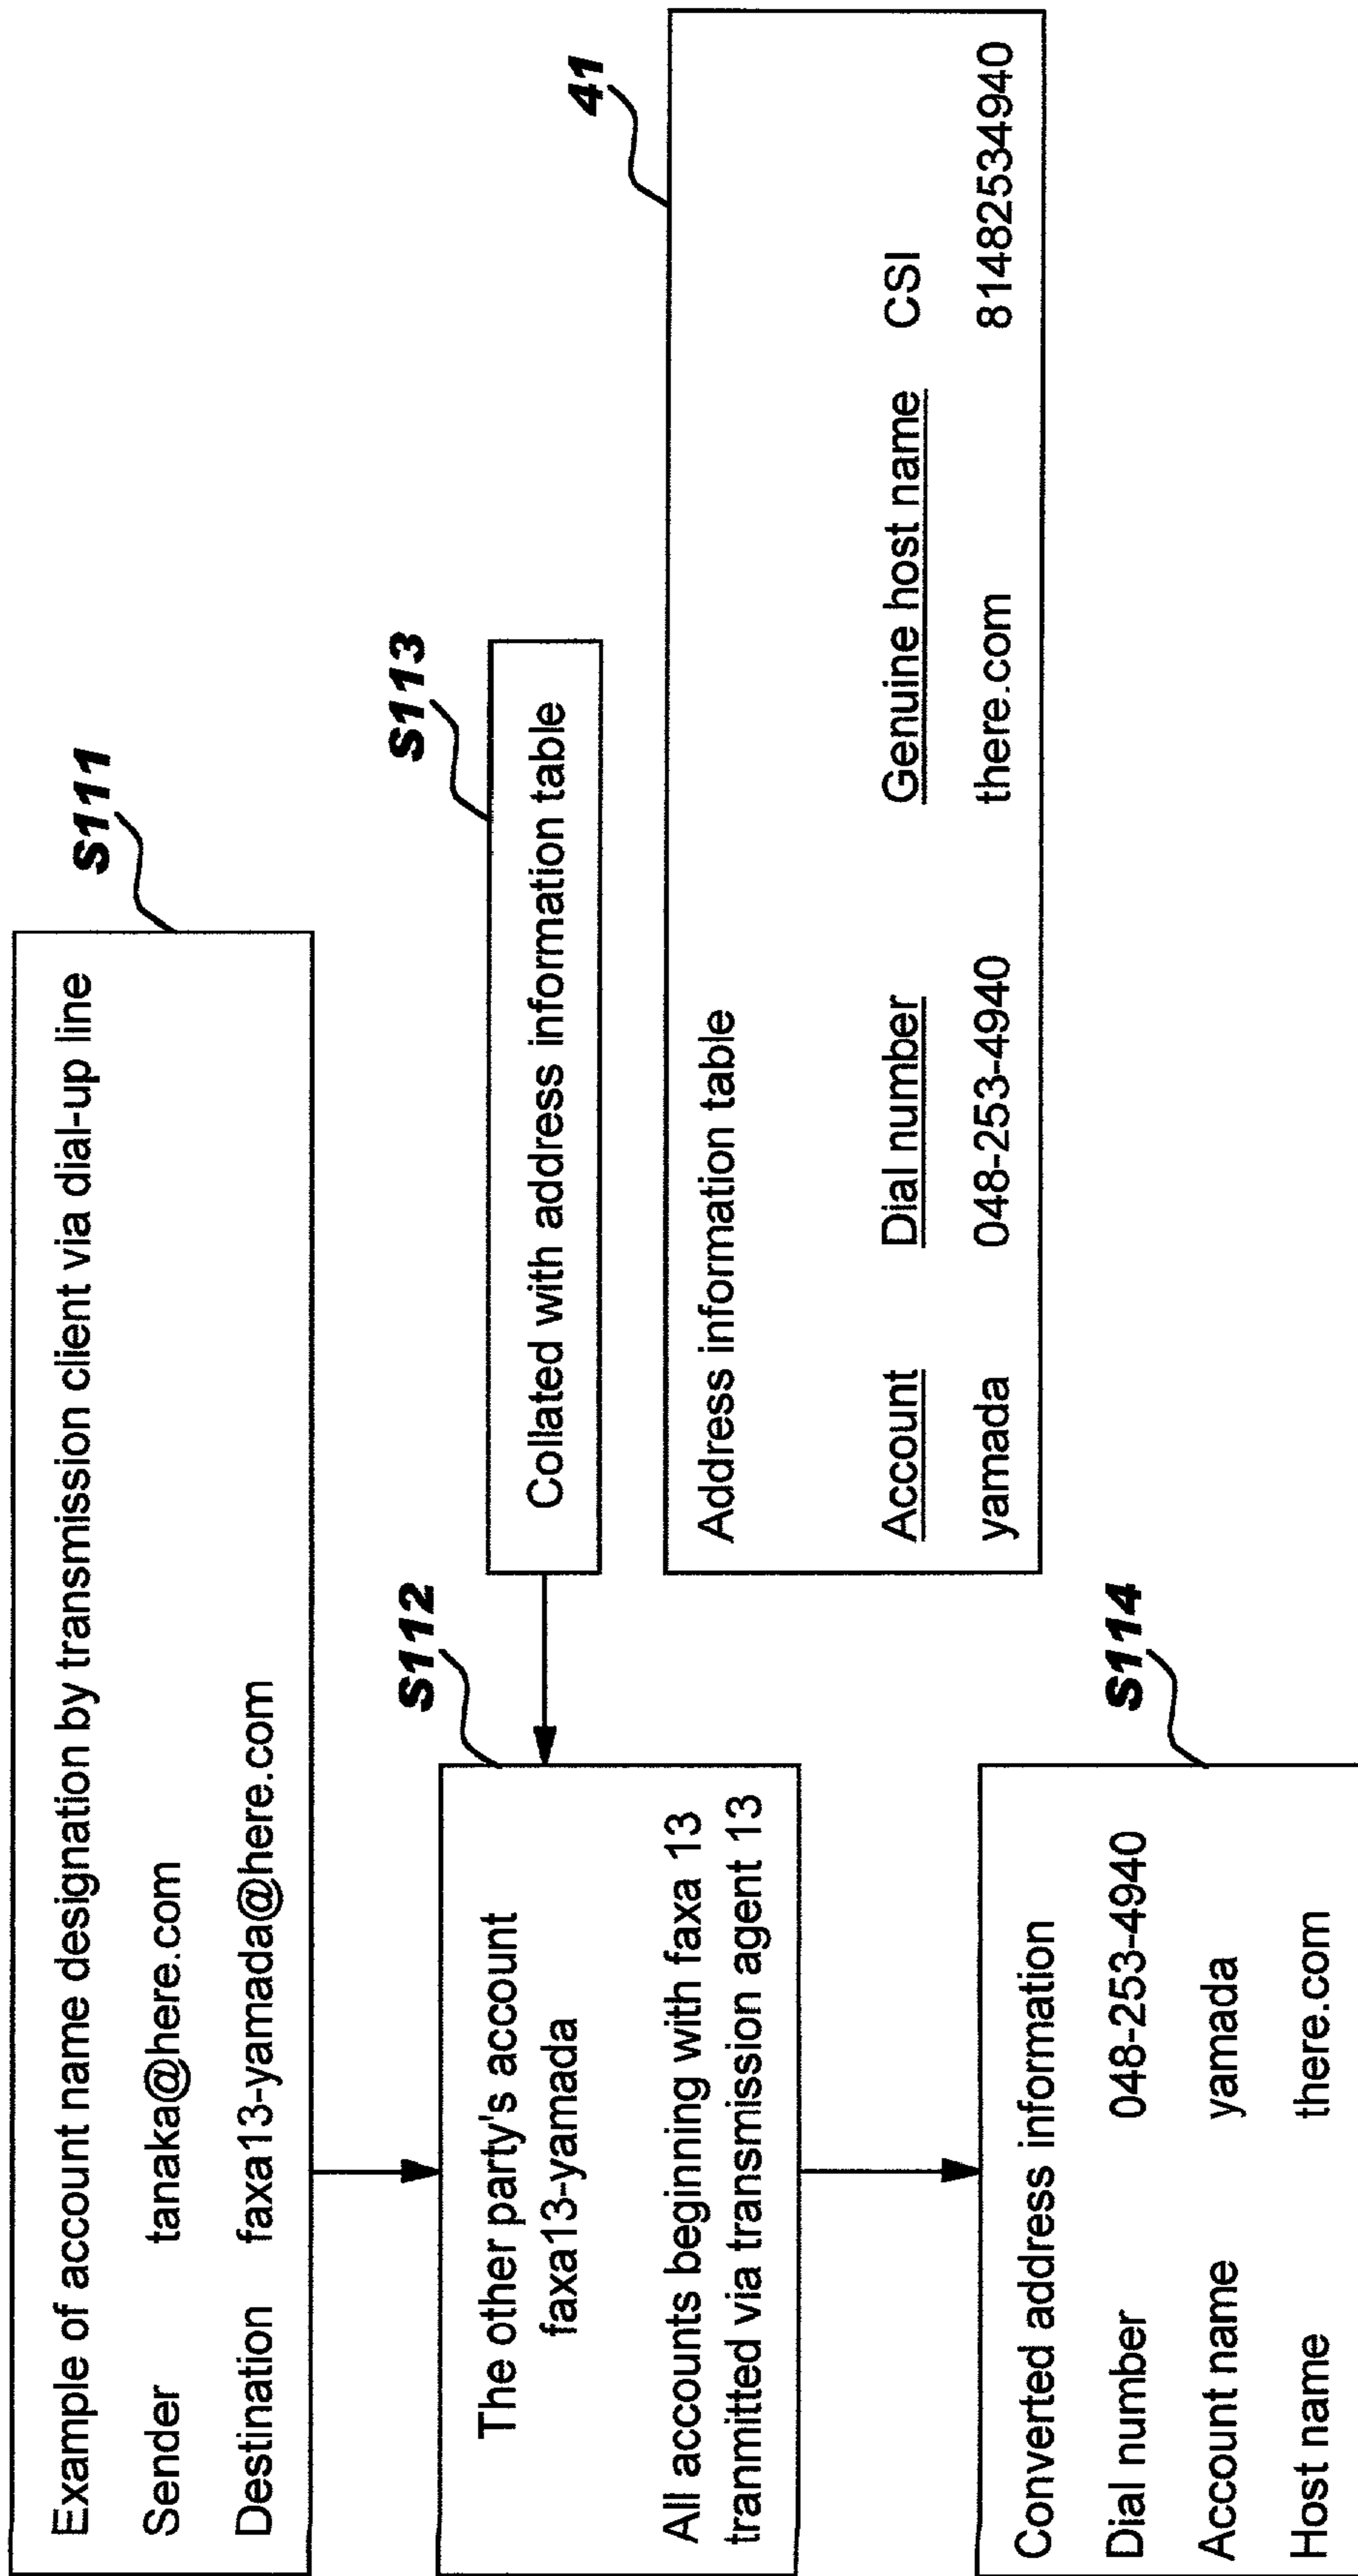 S111
Example of account name designation by transmission client via dial-up line
Sender tanaka@here.com
Destination faxa13-yamada@here.com
S112
The other party's account
faxa13-yamada
All accounts beginning with faxa 13
tranmitted via transmission agent 13
S113
Collated with address information table
41
Address information table
Account Dial number Genuine host name CSI
yamada 048-253-4940 there.com 81482534940
S114
Converted address information
Dial number 048-253-4940
Account name yamada
Host name there.com